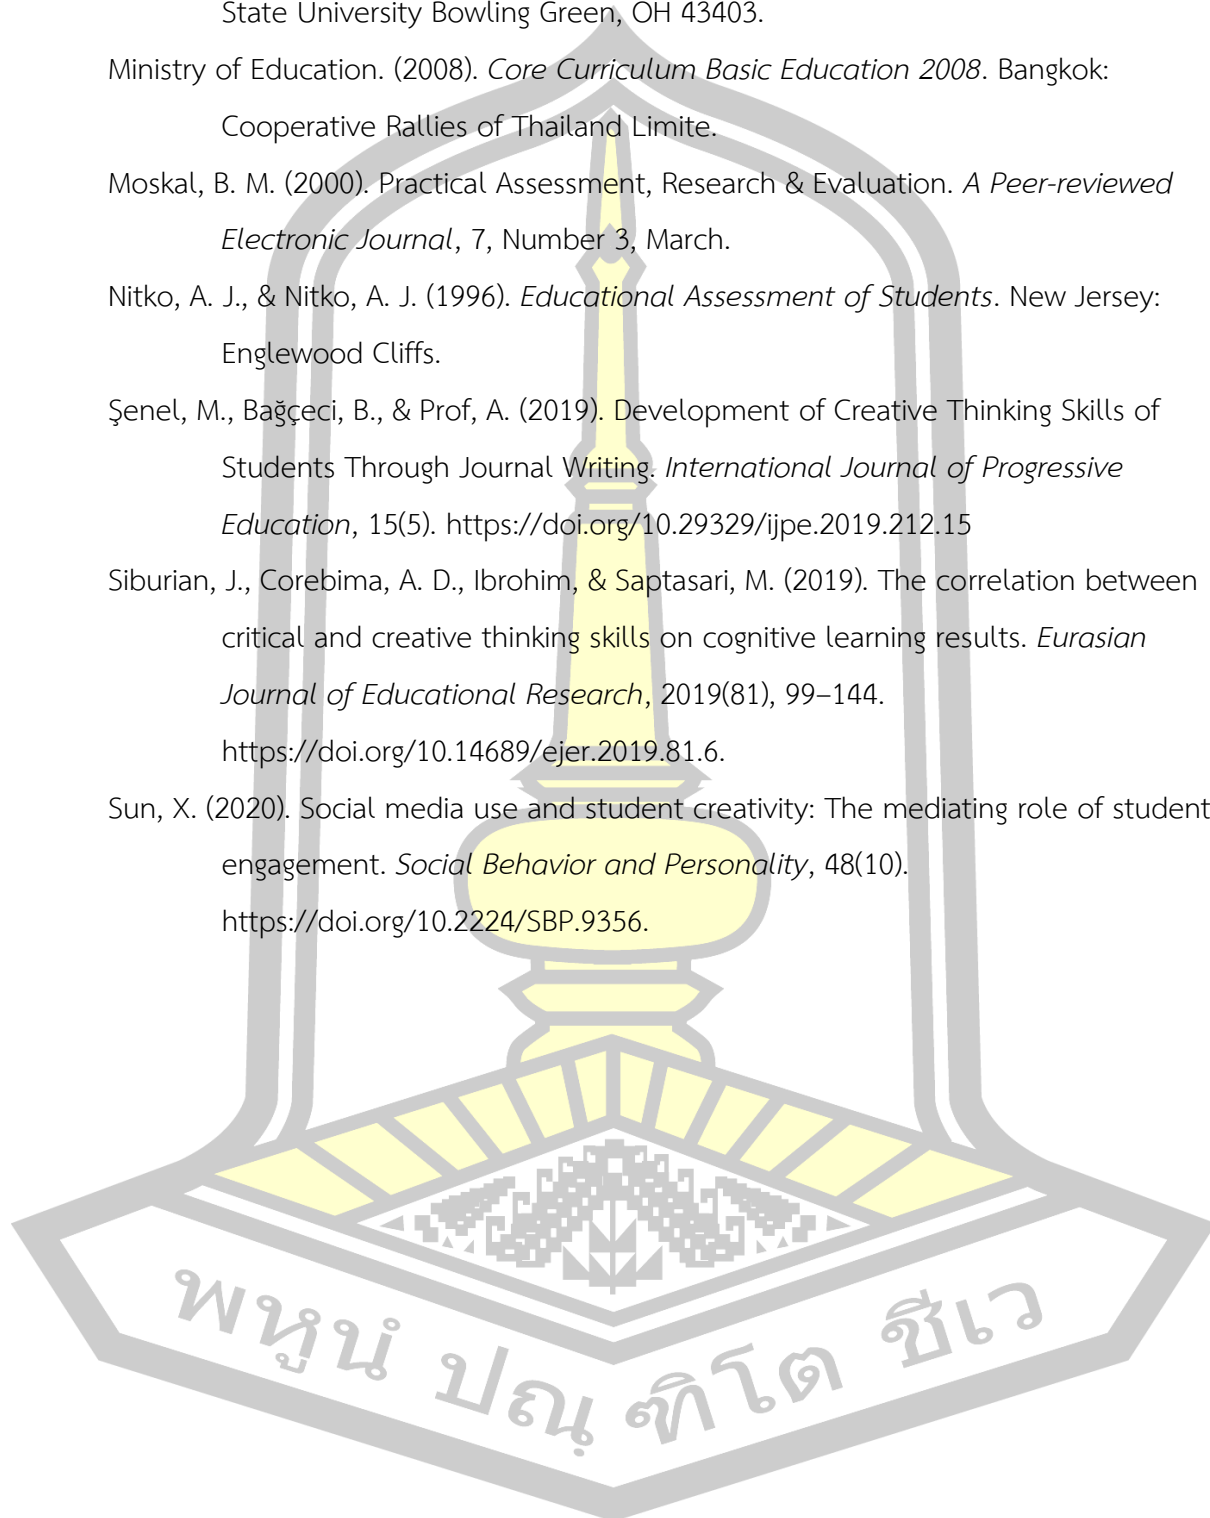 State University Bowling Green, OH 43403.
Ministry of Education. (2008). Core Curriculum Basic Education 2008. Bangkok:
Cooperative Rallies of Thailand Limite.
Moskal, B. M. (2000). Practical Assessment, Research & Evaluation. A Peer-reviewed
Electronic Journal, 7, Number 3, March.
Nitko, A. J., & Nitko, A. J. (1996). Educational Assessment of Students. New Jersey:
Englewood Cliffs.
Şenel, M., Bağçeci, B., & Prof, A. (2019). Development of Creative Thinking Skills of
Students Through Journal Writing. International Journal of Progressive
Education, 15(5). https://doi.org/10.29329/ijpe.2019.212.15
Siburian, J., Corebima, A. D., Ibrohim, & Saptasari, M. (2019). The correlation between
critical and creative thinking skills on cognitive learning results. Eurasian
Journal of Educational Research, 2019(81), 99–144.
https://doi.org/10.14689/ejer.2019.81.6.
Sun, X. (2020). Social media use and student creativity: The mediating role of student
engagement. Social Behavior and Personality, 48(10).
https://doi.org/10.2224/SBP.9356.
พหูนํ ปณฺฑิโต ชีเว